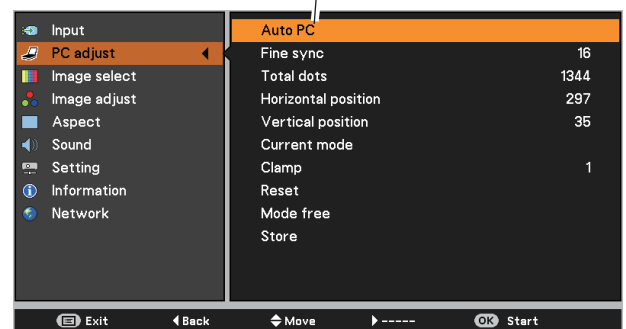 Input
PC adjust
Image select
Image adjust
Aspect
Sound
Setting
Information
Network
Auto PC
Fine sync 16
Total dots 1344
Horizontal position 297
Vertical position 35
Current mode
Clamp 1
Reset
Mode free
Store
Exit Back Move ----- OK Start